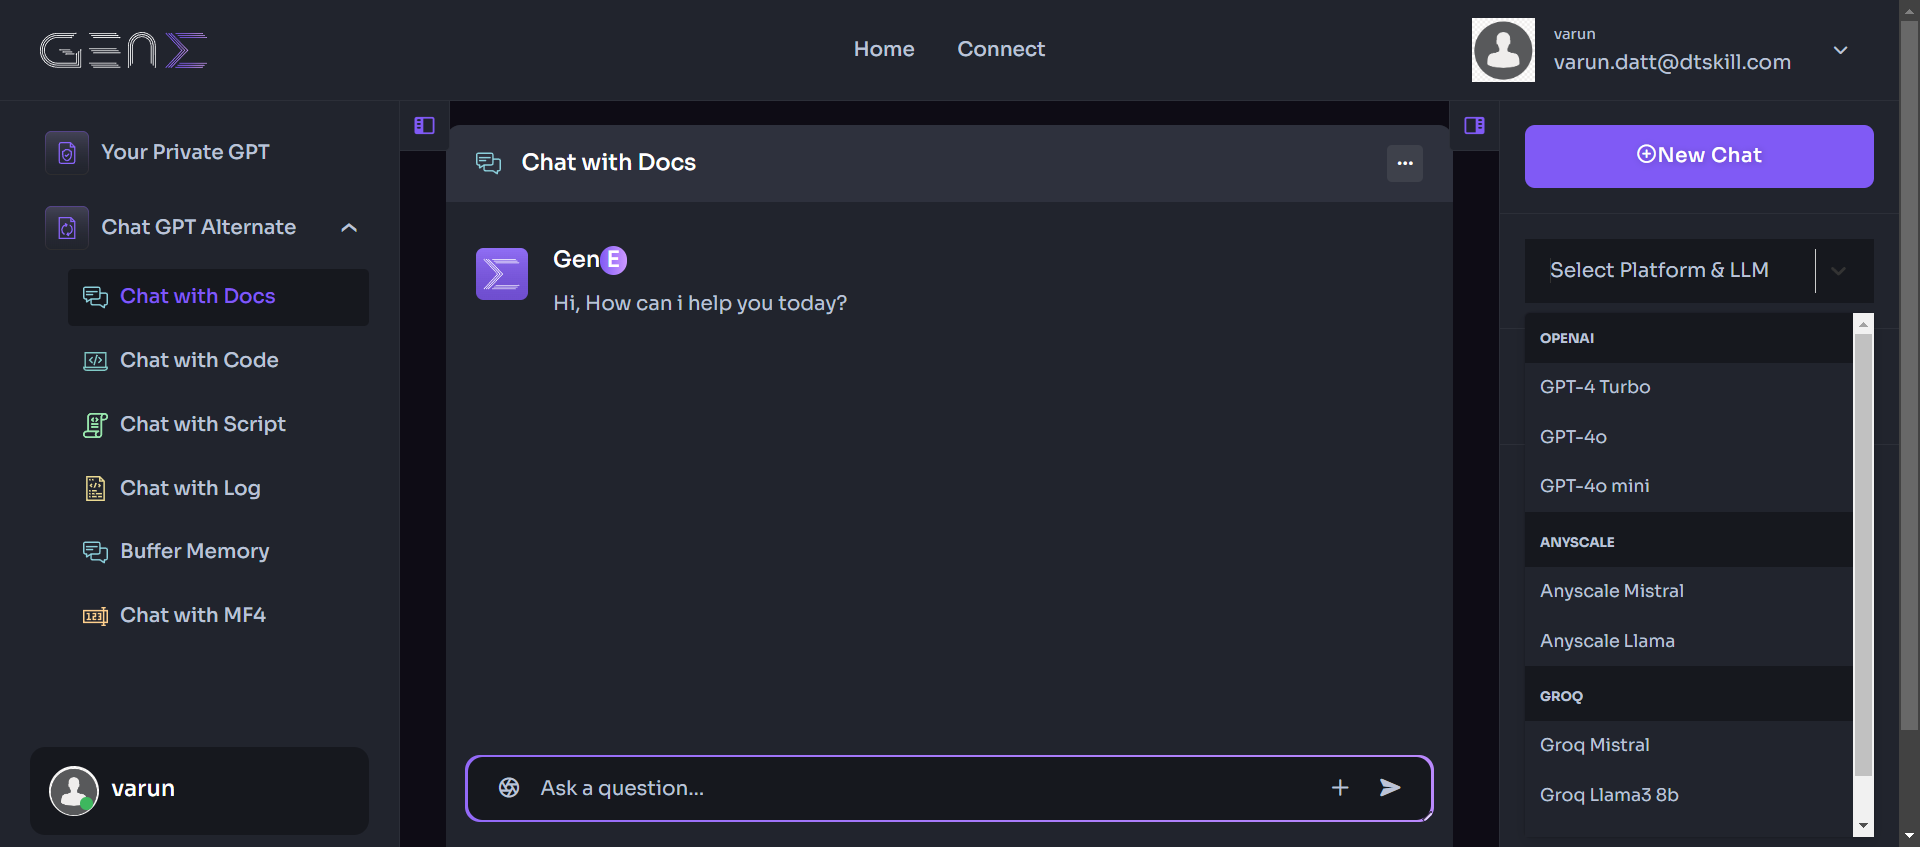 GENΣ
Home
Connect
varun
varun.datt@dtskill.com
Your Private GPT
Chat GPT Alternate
Chat with Docs
Chat with Code
Chat with Script
Chat with Log
Buffer Memory
123
Chat with MF4
varun
Chat with Docs
...
GenE
Hi, How can i help you today?
Ask a question...
New Chat
Select Platform & LLM
OPENAI
GPT-4 Turbo
GPT-4o
GPT-4o mini
ANYSCALE
Anyscale Mistral
Anyscale Llama
GROQ
Groq Mistral
Groq Llama3 8b